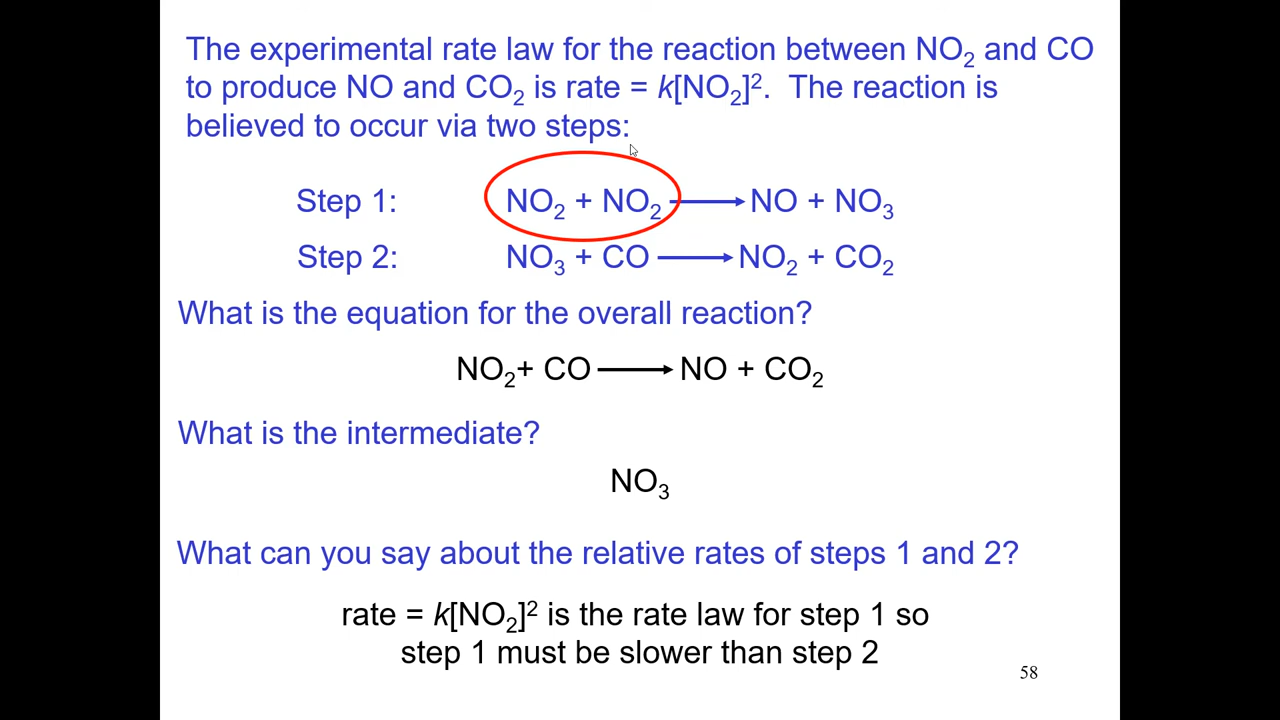 The experimental rate law for the reaction between NO₂ and CO
to produce NO and CO₂ is rate = k[NO₂]². The reaction is
believed to occur via two steps:
Step 1: NO₂ + NO₂ ⟶ NO + NO₃
Step 2: NO₃ + CO ⟶ NO₂ + CO₂
What is the equation for the overall reaction?
NO₂+ CO ⟶ NO + CO₂
What is the intermediate?
NO₃
What can you say about the relative rates of steps 1 and 2?
rate = k[NO₂]² is the rate law for step 1 so
step 1 must be slower than step 2
58